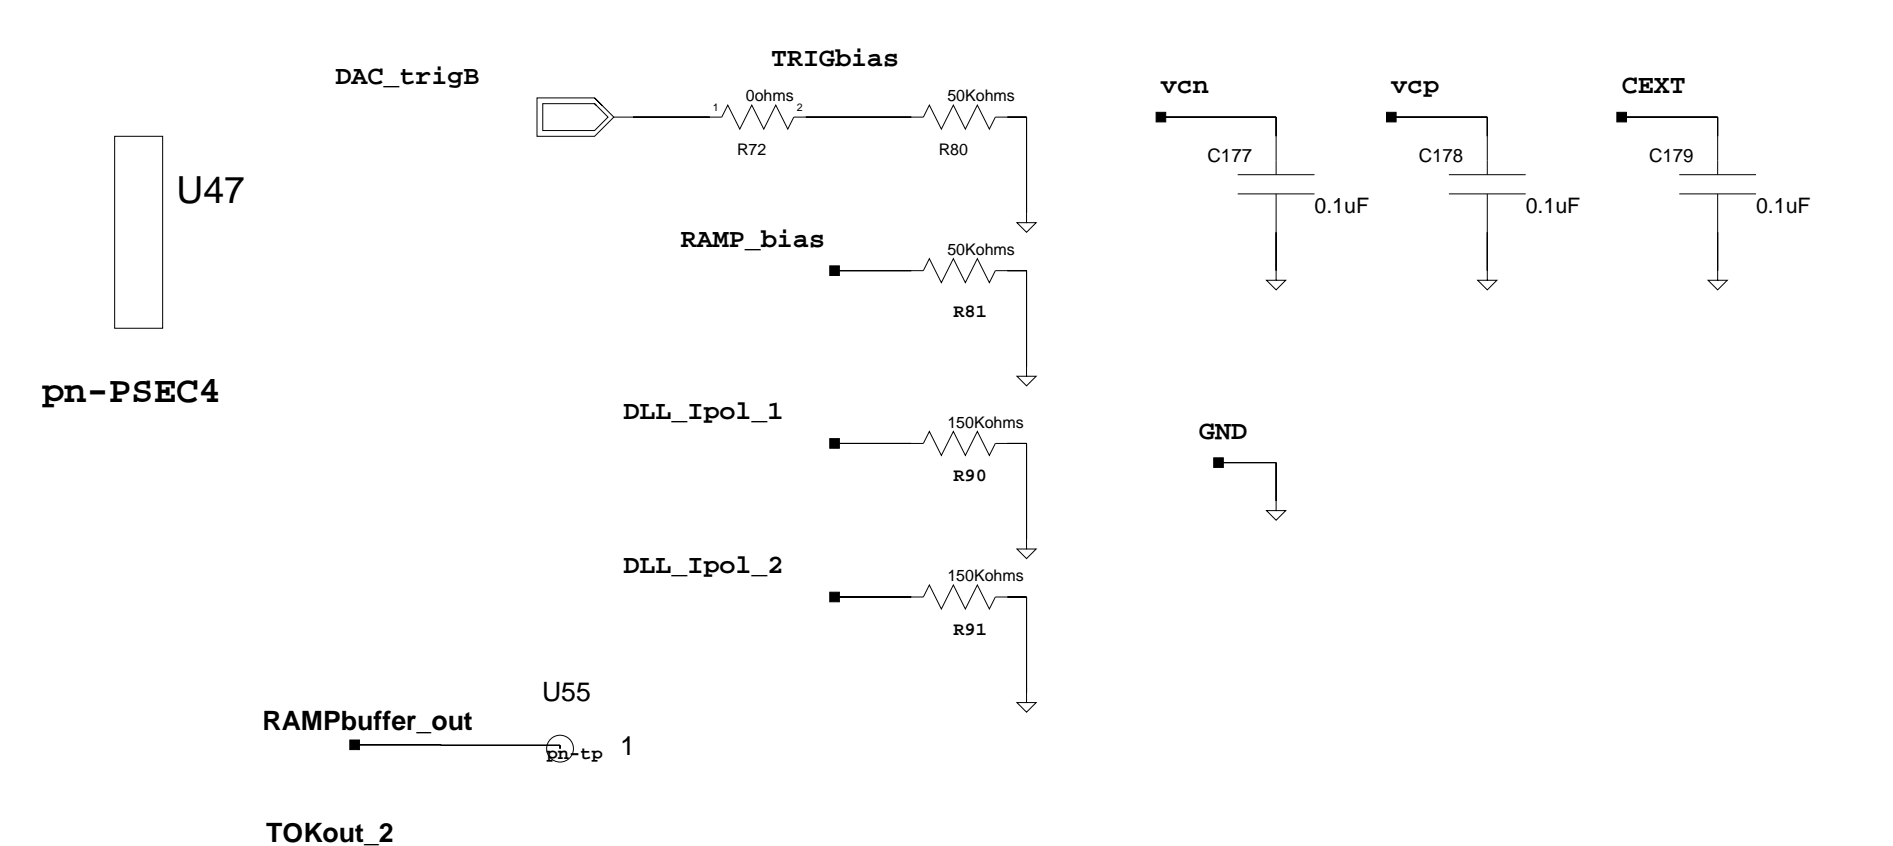 TRIGbias
DAC_trigB
vcn
vcp
CEXT
0ohms
50Kohms
1
2
R72
R80
C177
C178
C179
U47
0.1uF
0.1uF
0.1uF
RAMP_bias
50Kohms
R81
pn-PSEC4
DLL_Ipol_1
150Kohms
GND
R90
DLL_Ipol_2
150Kohms
R91
U55
RAMPbuffer_out
pn-tp
1
TOKout_2